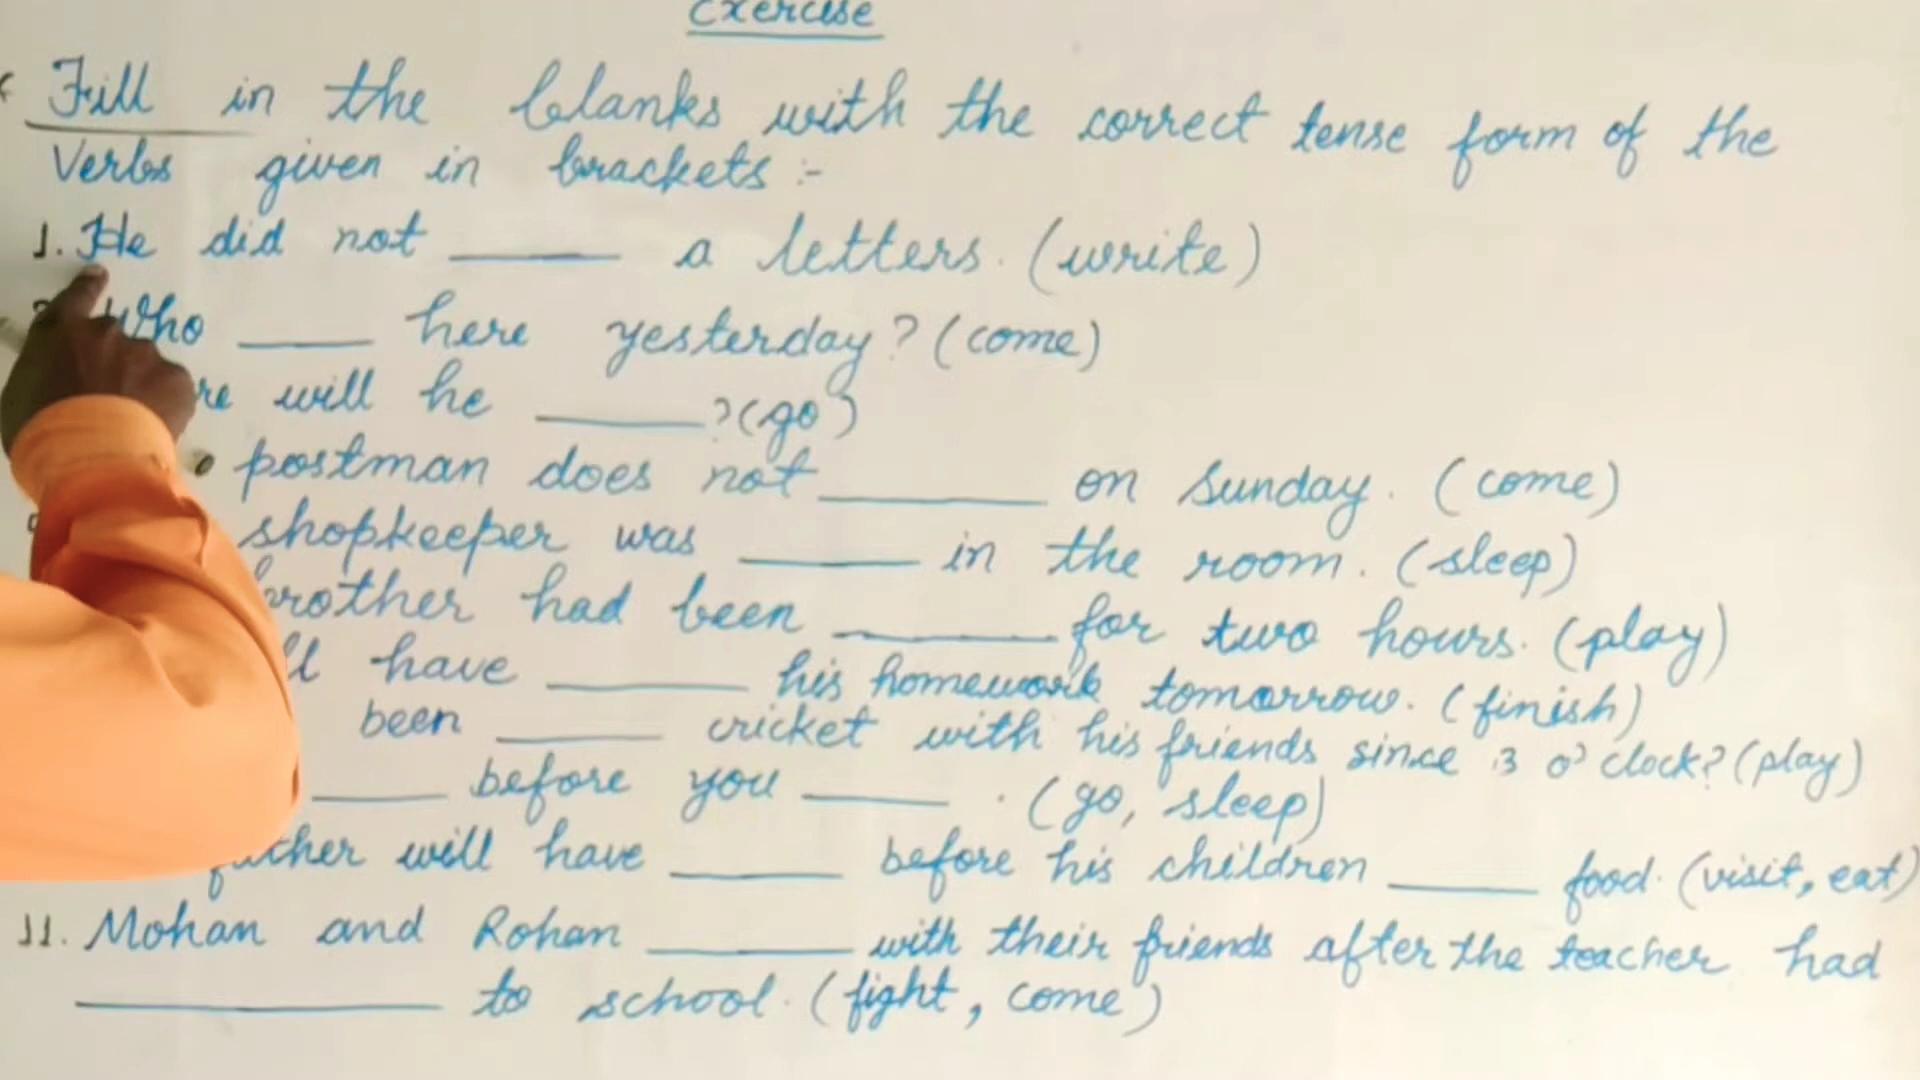 Exercise
Fill in the blanks with the correct tense form of the
Verbs given in brackets :-
1. He did not ______ a letters. (write)
Who ______ here yesterday? (come)
will he ______ ? (go)
postman does not ______ on Sunday. (come)
shopkeeper was ______ in the room. (sleep)
brother had been ______ for two hours. (play)
have ______ his homework tomorrow. (finish)
been ______ cricket with his friends since 3 o'clock? (play)
______ before you ______ . (go, sleep)
father will have ______ before his children ______ food. (visit, eat)
11. Mohan and Rohan ______ with their friends after the teacher had
______ to school. (fight, come)